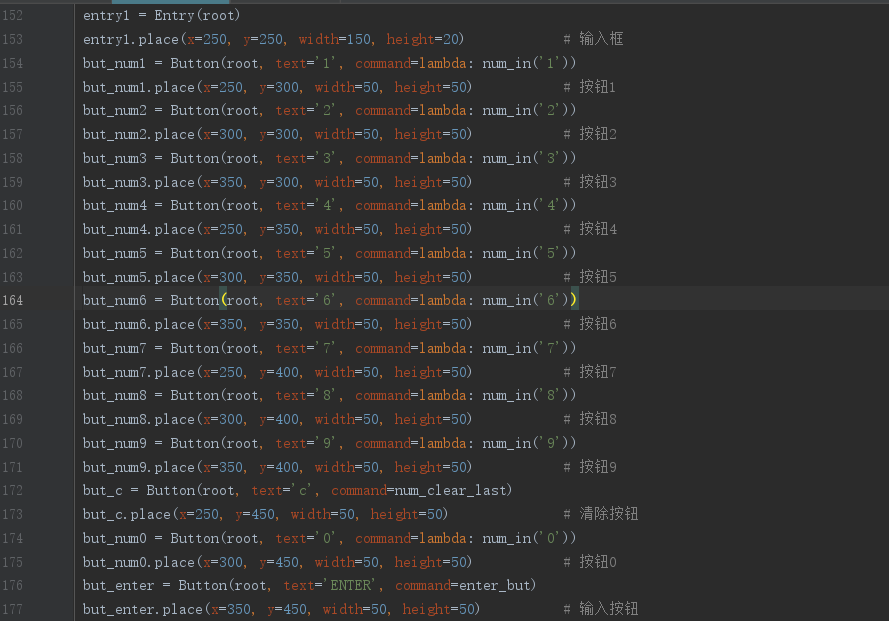 152 entry1 = Entry(root)
153 entry1.place(x=250, y=250, width=150, height=20) # 输入框
154 but_num1 = Button(root, text='1', command=lambda: num_in('1'))
155 but_num1.place(x=250, y=300, width=50, height=50) # 按钮1
156 but_num2 = Button(root, text='2', command=lambda: num_in('2'))
157 but_num2.place(x=300, y=300, width=50, height=50) # 按钮2
158 but_num3 = Button(root, text='3', command=lambda: num_in('3'))
159 but_num3.place(x=350, y=300, width=50, height=50) # 按钮3
160 but_num4 = Button(root, text='4', command=lambda: num_in('4'))
161 but_num4.place(x=250, y=350, width=50, height=50) # 按钮4
162 but_num5 = Button(root, text='5', command=lambda: num_in('5'))
163 but_num5.place(x=300, y=350, width=50, height=50) # 按钮5
164 but_num6 = Button(root, text='6', command=lambda: num_in('6'))
165 but_num6.place(x=350, y=350, width=50, height=50) # 按钮6
166 but_num7 = Button(root, text='7', command=lambda: num_in('7'))
167 but_num7.place(x=250, y=400, width=50, height=50) # 按钮7
168 but_num8 = Button(root, text='8', command=lambda: num_in('8'))
169 but_num8.place(x=300, y=400, width=50, height=50) # 按钮8
170 but_num9 = Button(root, text='9', command=lambda: num_in('9'))
171 but_num9.place(x=350, y=400, width=50, height=50) # 按钮9
172 but_c = Button(root, text='c', command=num_clear_last)
173 but_c.place(x=250, y=450, width=50, height=50) # 清除按钮
174 but_num0 = Button(root, text='0', command=lambda: num_in('0'))
175 but_num0.place(x=300, y=450, width=50, height=50) # 按钮0
176 but_enter = Button(root, text='ENTER', command=enter_but)
177 but_enter.place(x=350, y=450, width=50, height=50) # 输入按钮